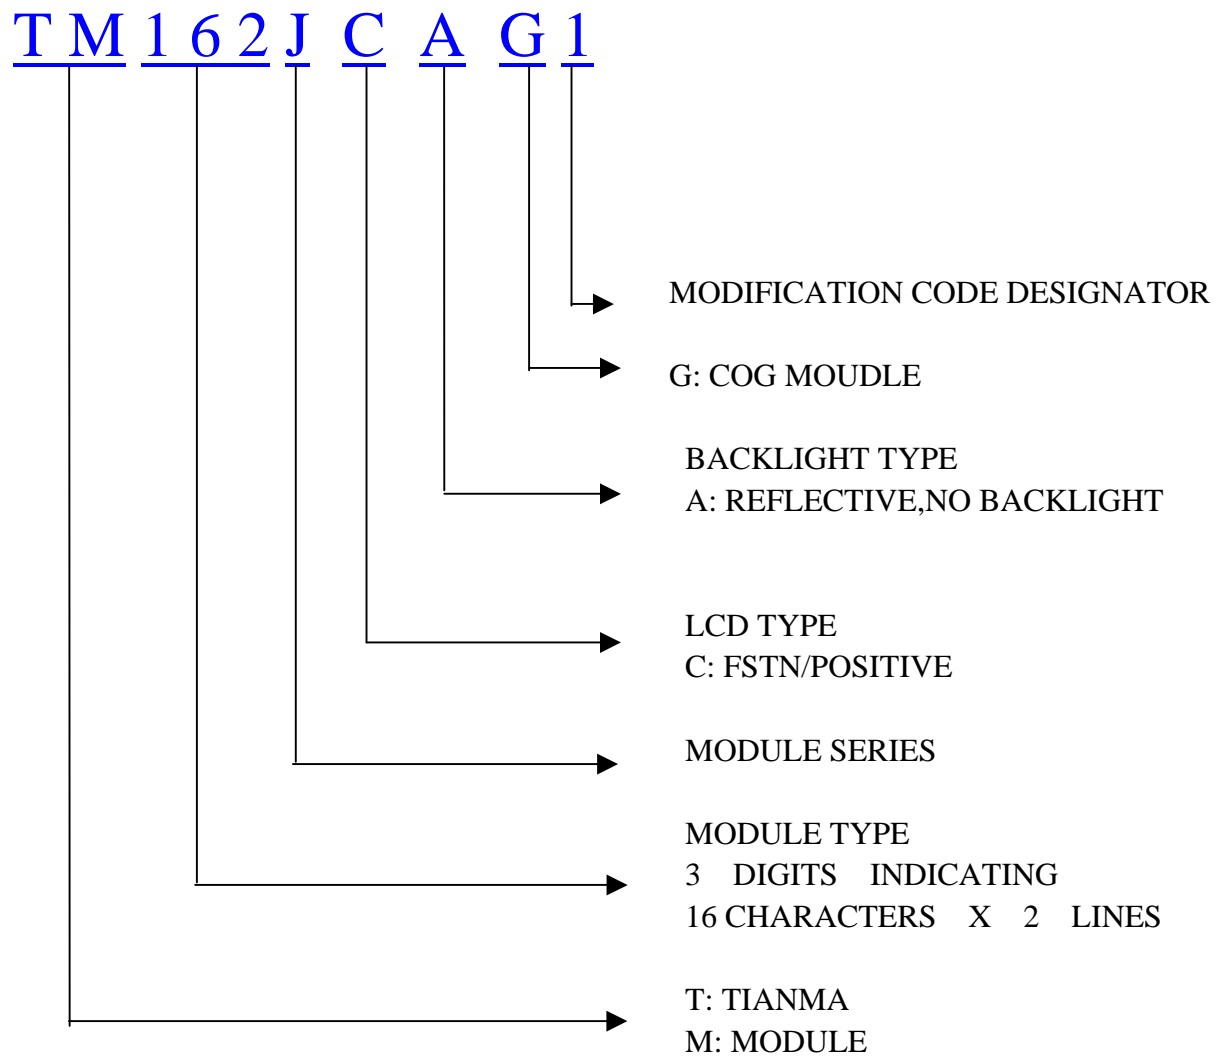 T M 1 6 2 J C A G 1
MODIFICATION CODE DESIGNATOR
G: COG MOUDLE
BACKLIGHT TYPE
A: REFLECTIVE,NO BACKLIGHT
LCD TYPE
C: FSTN/POSITIVE
MODULE SERIES
MODULE TYPE
3 DIGITS INDICATING
16 CHARACTERS X 2 LINES
T: TIANMA
M: MODULE